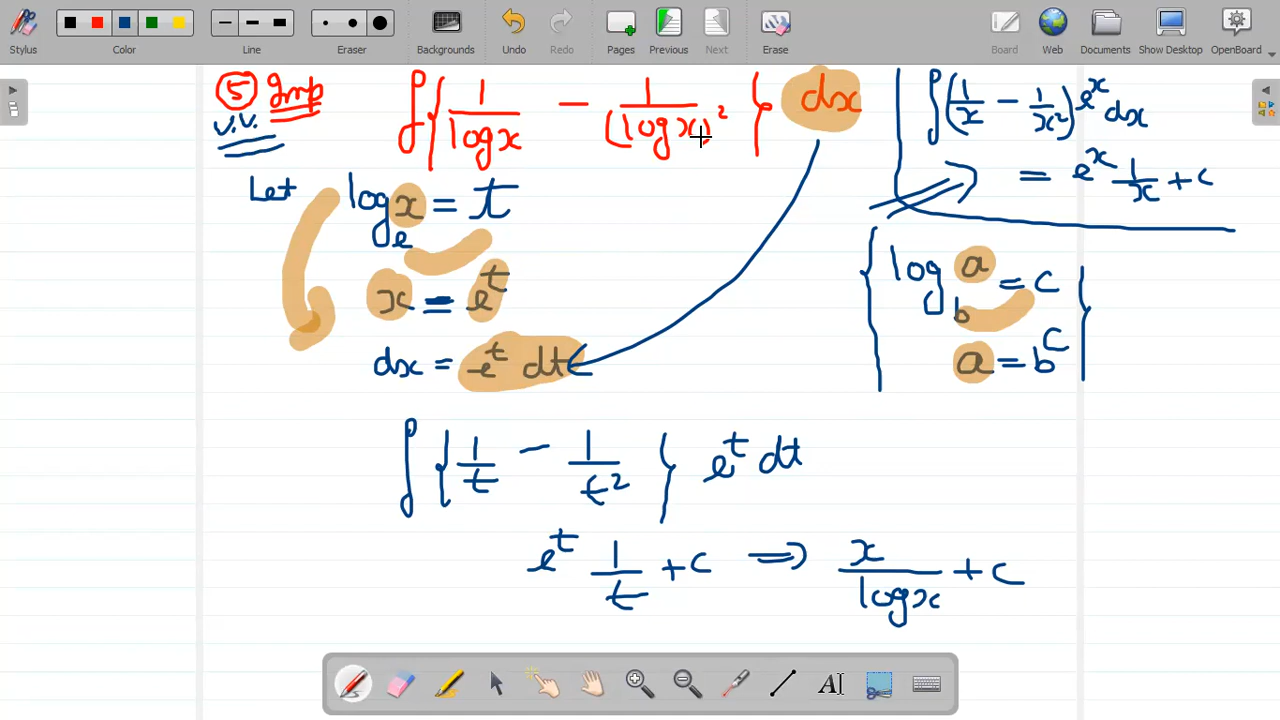 Stylus Color Line Eraser Backgrounds Undo Redo Pages Previous Next Erase Board Web Documents Show Desktop OpenBoard
⑤ Imp
V.V.
∫{1/logx − 1/(logx)²} dx
∫(1/x − 1/x²)eˣdx
= eˣ 1/x + c
Let logₑx = t
x = eᵗ
dx = eᵗ dt
{log_b a = c
a = b^c}
∫{1/t − 1/t²} eᵗ dt
eᵗ 1/t + c ⇒ x/logx + c